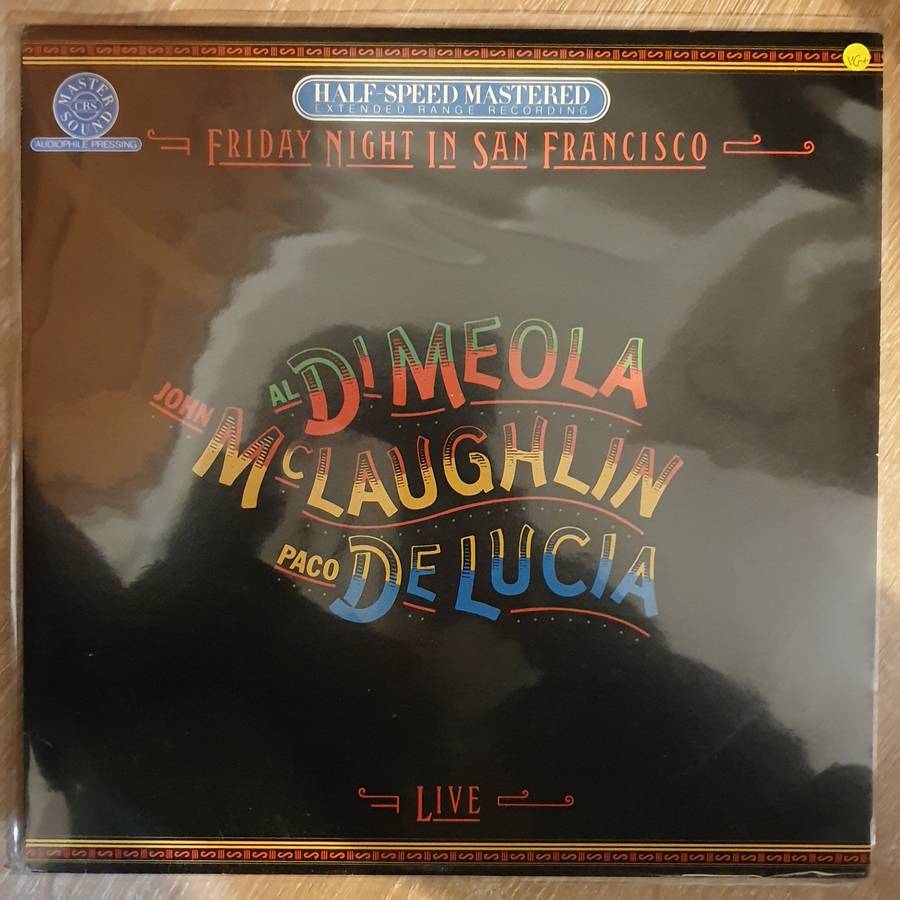 VG+
MASTER
CBS
SOUND
AUDIOPHILE PRESSING
HALF-SPEED MASTERED
EXTENDED RANGE RECORDING
FRIDAY NIGHT IN SAN FRANCISCO
AL DI MEOLA
JOHN MCLAUGHLIN
PACO DE LUCIA
LIVE